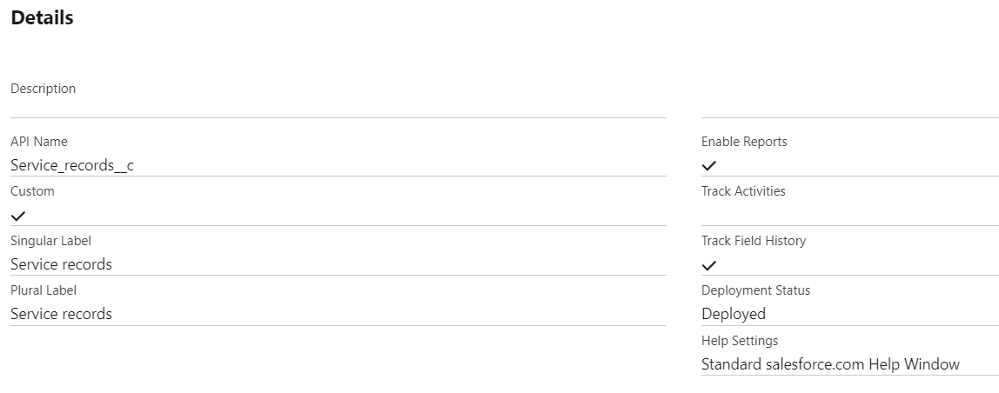 Details
Description
API Name
Service_records__c
Custom
Singular Label
Service records
Plural Label
Service records
Enable Reports
Track Activities
Track Field History
Deployment Status
Deployed
Help Settings
Standard salesforce.com Help Window